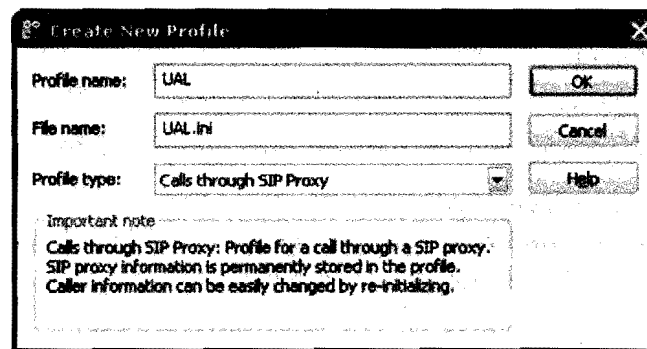 Create New Profile
Profile name: UAL OK
File name: UAL.ini Cancel
Profile type: Calls through SIP Proxy Help
Important note
Calls through SIP Proxy: Profile for a call through a SIP proxy.
SIP proxy information is permanently stored in the profile.
Caller information can be easily changed by re-initializing.